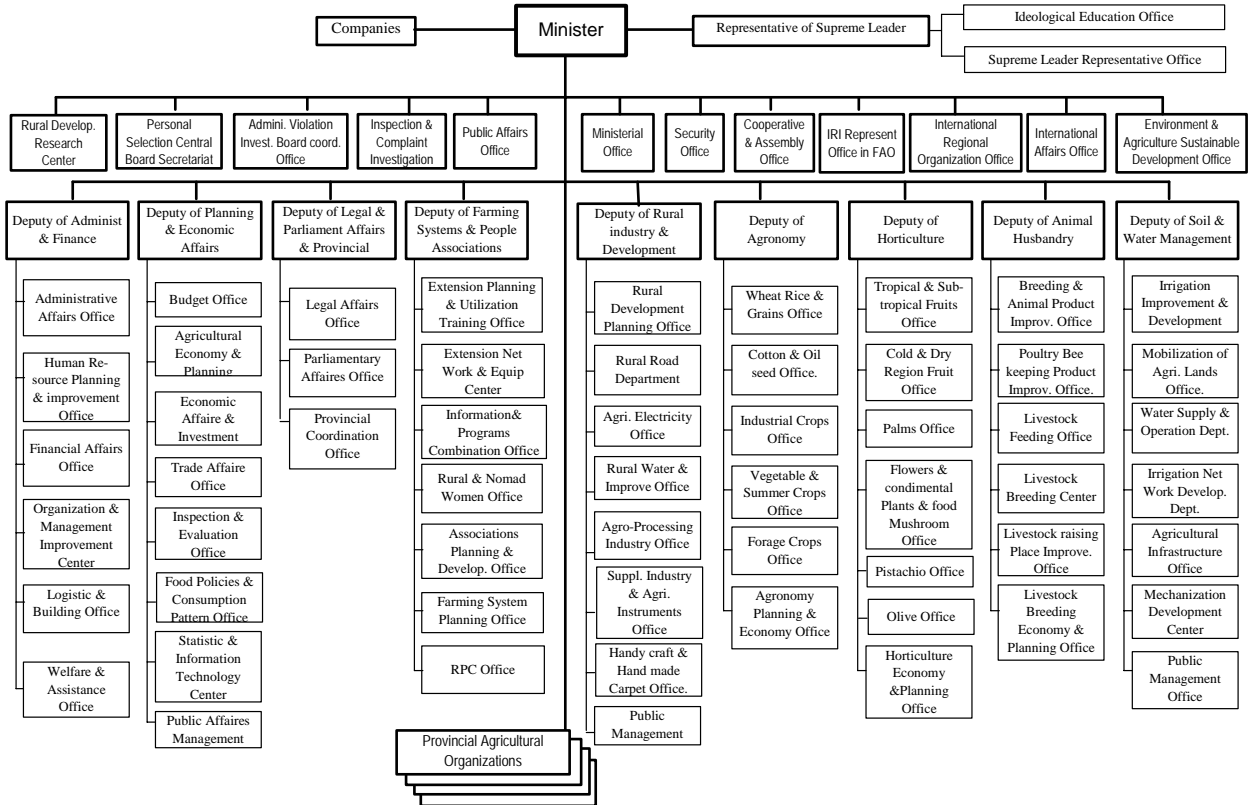 Companies
Minister
Representative of Supreme Leader
Ideological Education Office
Supreme Leader Representative Office
Rural Develop.
Research
Center
Personal
Selection Central
Board Secretariat
Admini. Violation
Invest. Board coord.
Office
Inspection &
Complaint
Investigation
Public Affairs
Office
Ministerial
Office
Security
Office
Cooperative
& Assembly
Office
IRI Represent
Office in FAO
International
Regional
Organization Office
International
Affairs Office
Environment &
Agriculture Sustainable
Development Office
Deputy of Administ
& Finance
Administrative
Affairs Office
Human Re-
source Planning
& improvement
Office
Financial Affairs
Office
Organization &
Management
Improvement
Center
Logistic &
Building Office
Welfare &
Assistance
Office
Deputy of Planning
& Economic
Affairs
Budget Office
Agricultural
Economy &
Planning
Economic
Affaire &
Investment
Trade Affaire
Office
Inspection &
Evaluation
Office
Food Policies &
Consumption
Pattern Office
Statistic &
Information
Technology
Center
Public Affaires
Management
Deputy of Legal &
Parliament Affairs
& Provincial
Legal Affairs
Office
Parliamentary
Affaires Office
Provincial
Coordination
Office
Deputy of Farming
Systems & People
Associations
Extension Planning
& Utilization
Training Office
Extension Net
Work & Equip
Center
Information&
Programs
Combination Office
Rural & Nomad
Women Office
Associations
Planning &
Develop. Office
Farming System
Planning Office
RPC Office
Deputy of Rural
industry &
Development
Rural
Development
Planning Office
Rural Road
Department
Agri. Electricity
Office
Rural Water &
Improve Office
Agro-Processing
Industry Office
Suppl. Industry
& Agri.
Instruments
Office
Handy craft &
Hand made
Carpet Office.
Public
Management
Deputy of
Agronomy
Wheat Rice &
Grains Office
Cotton & Oil
seed Office.
Industrial Crops
Office
Vegetable &
Summer Crops
Office
Forage Crops
Office
Agronomy
Planning &
Economy Office
Deputy of
Horticulture
Tropical & Sub-
tropical Fruits
Office
Cold & Dry
Region Fruit
Office
Palms Office
Flowers &
condimental
Plants & food
Mushroom
Office
Pistachio Office
Olive Office
Horticulture
Economy
&Planning
Office
Deputy of Animal
Husbandry
Breeding &
Animal Product
Improv. Office
Poultry Bee
keeping Product
Improv. Office.
Livestock
Feeding Office
Livestock
Breeding Center
Livestock raising
Place Improve.
Office
Livestock
Breeding
Economy &
Planning Office
Deputy of Soil &
Water Management
Irrigation
Improvement &
Development
Mobilization of
Agri. Lands
Office.
Water Supply &
Operation Dept.
Irrigation Net
Work Develop.
Dept.
Agricultural
Infrastructure
Office
Mechanization
Development
Center
Public
Management
Office
Provincial Agricultural
Organizations